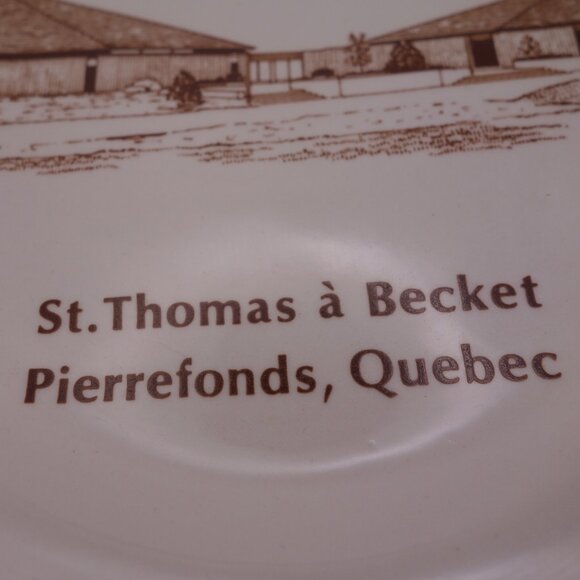 St. Thomas à Becket
Pierrefonds, Quebec